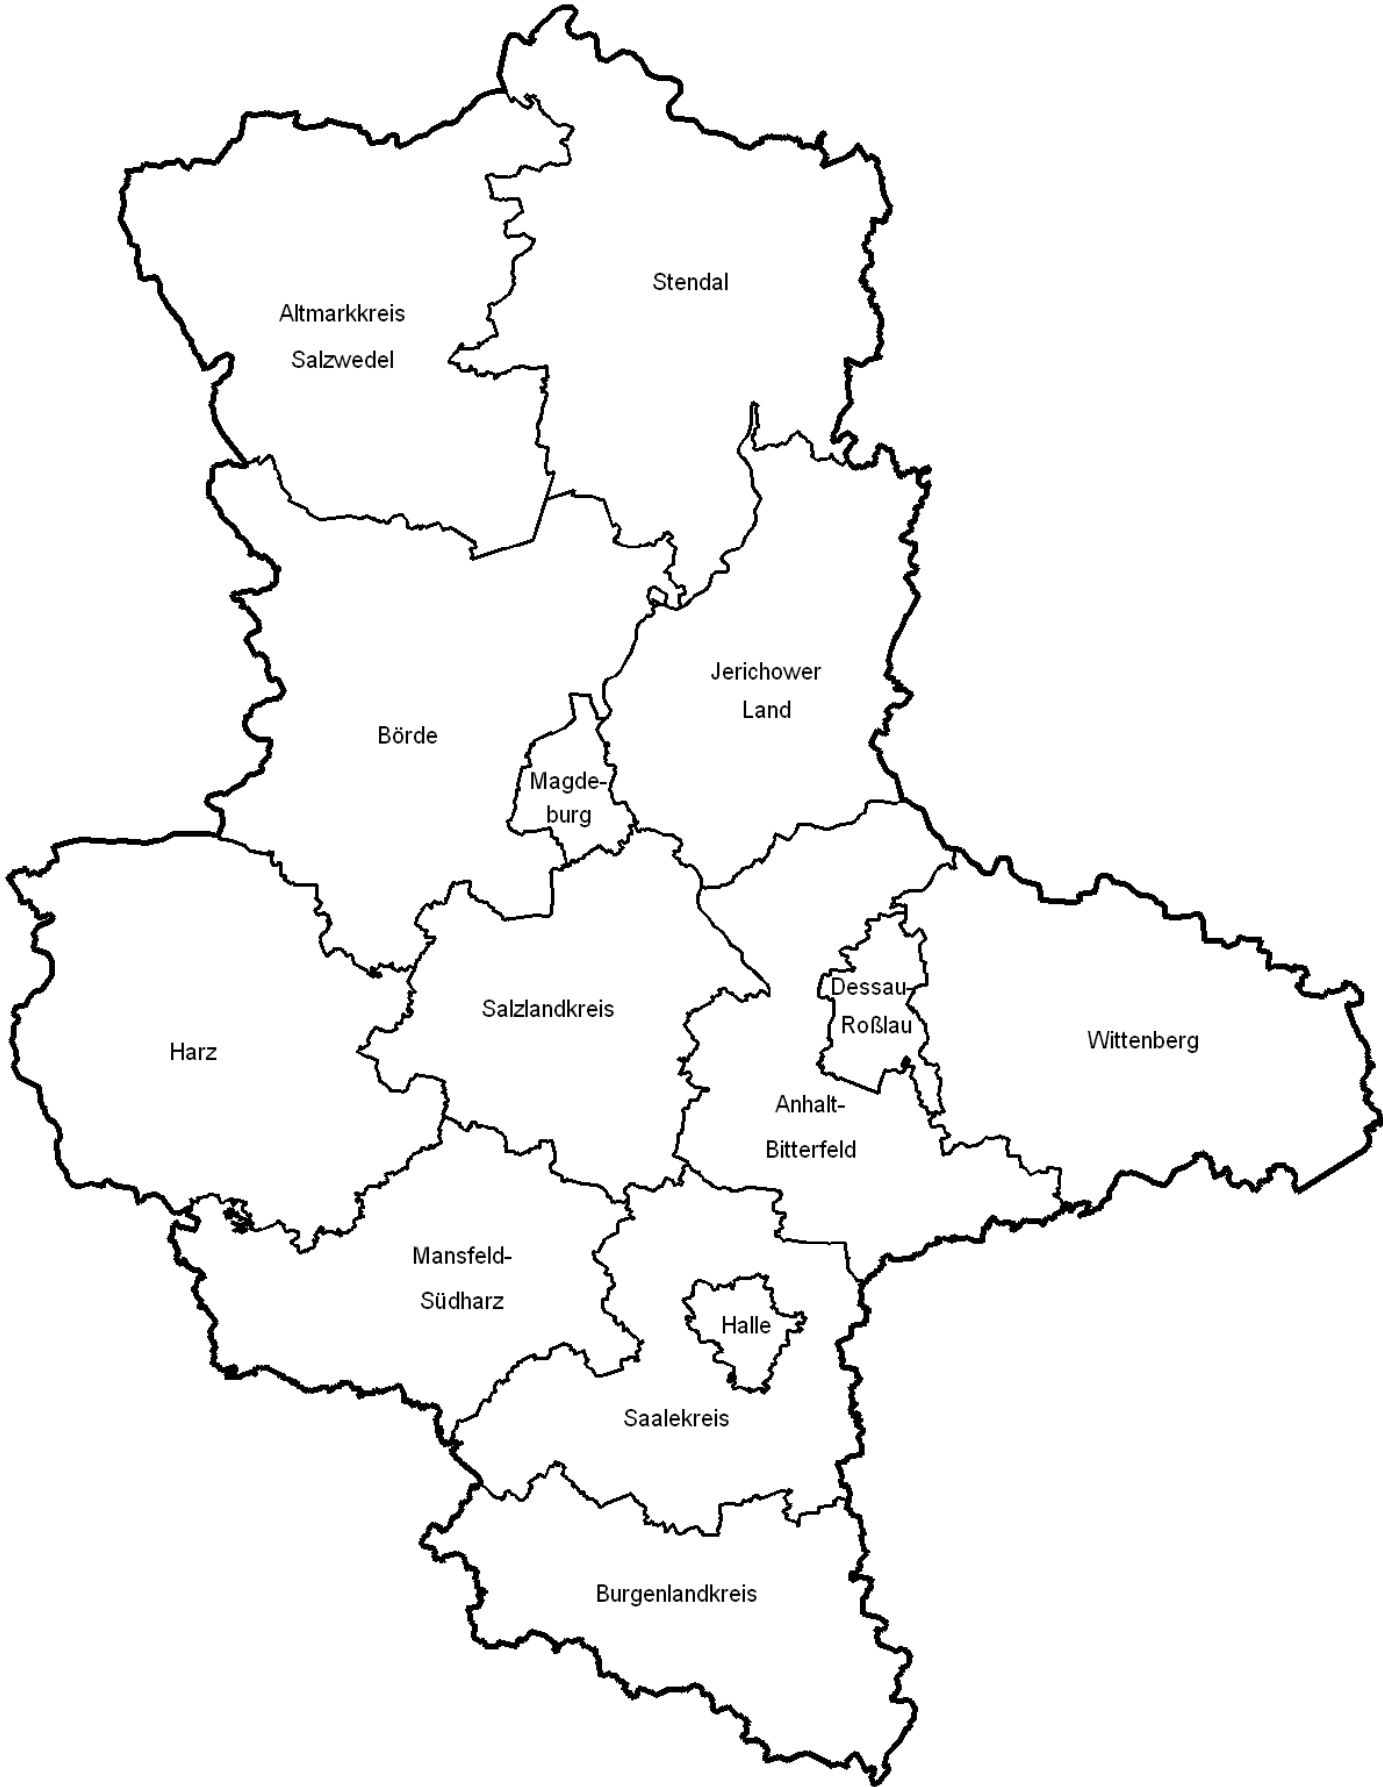 Stendal
Altmarkkreis
Salzwedel
Jerichower
Land
Börde
Magde-
burg
Dessau-
Roßlau
Salzlandkreis
Wittenberg
Harz
Anhalt-
Bitterfeld
Mansfeld-
Südharz
Halle
Saalekreis
Burgenlandkreis